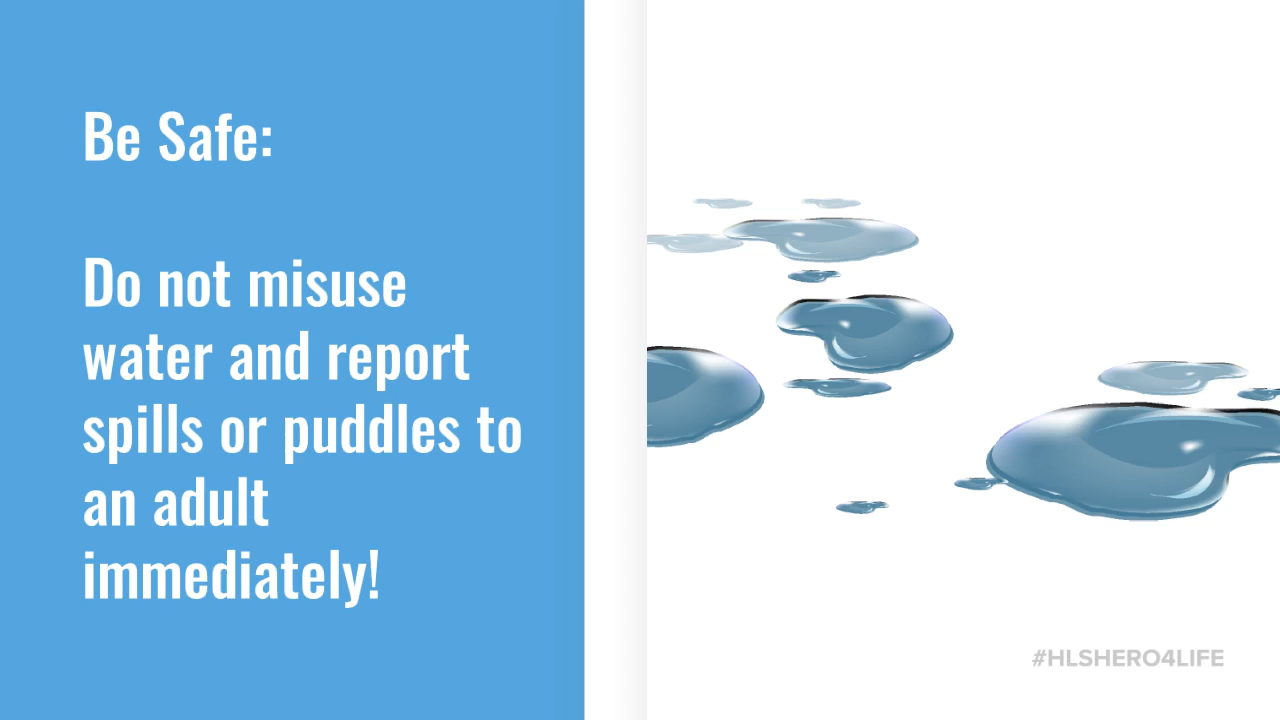 Be Safe:
Do not misuse
water and report
spills or puddles to
an adult
immediately!
#HLSHERO4LIFE